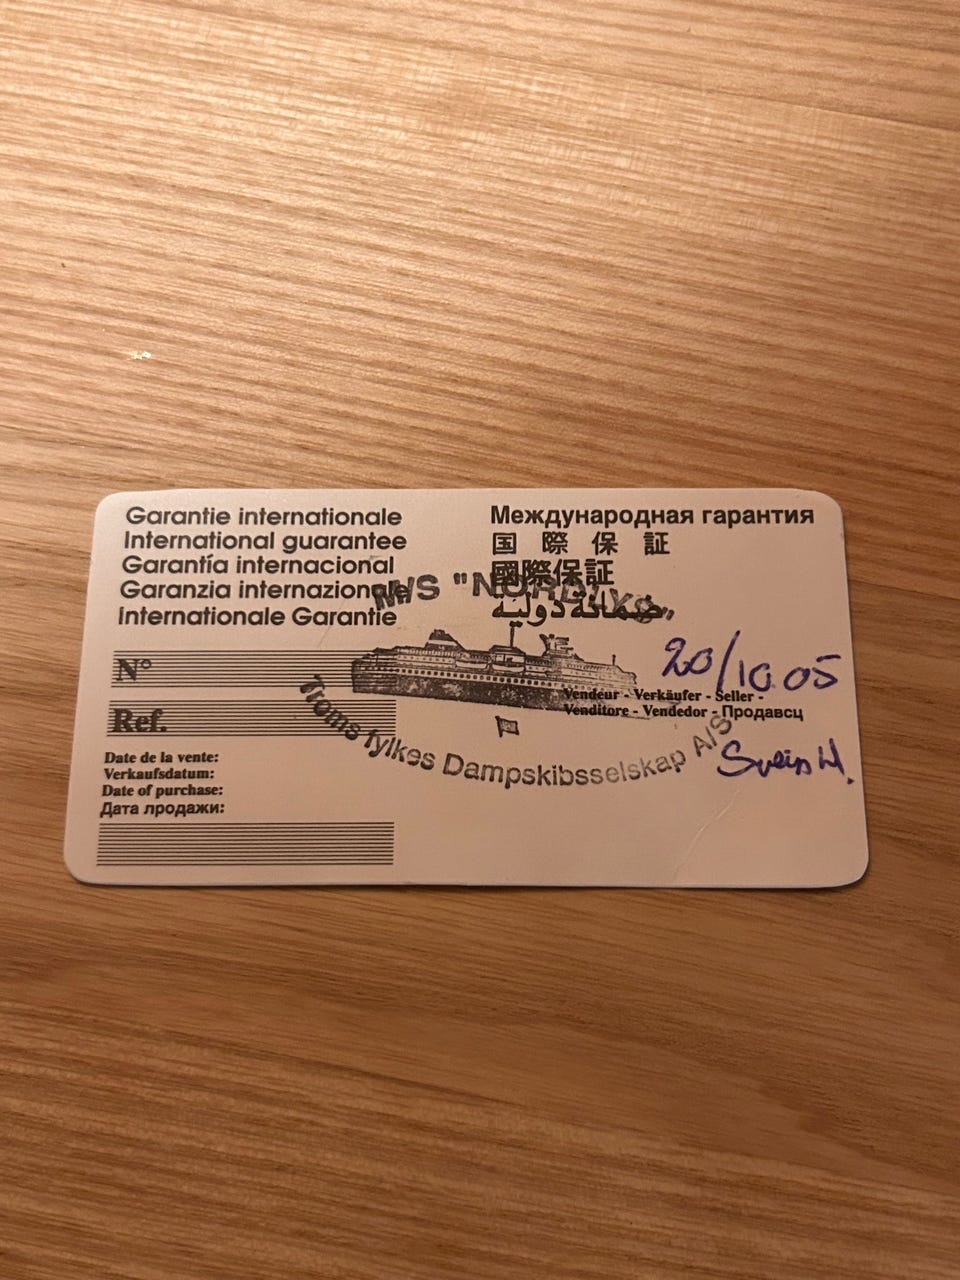 Garantie internationale
International guarantee
Garantía internacional
Garanzia internazionale
Internationale Garantie
Международная гарантия
国際保証
國際保証
ضمانة دولية
M/S "NORDLYS"
Troms fylkes Dampskibsselskap A/S
20/10.05
Vendeur - Verkäufer - Seller -
Venditore - Vendedor - Продавсц
Svein H.
N°
Ref.
Date de la vente:
Verkaufsdatum:
Date of purchase:
Дата продажи: